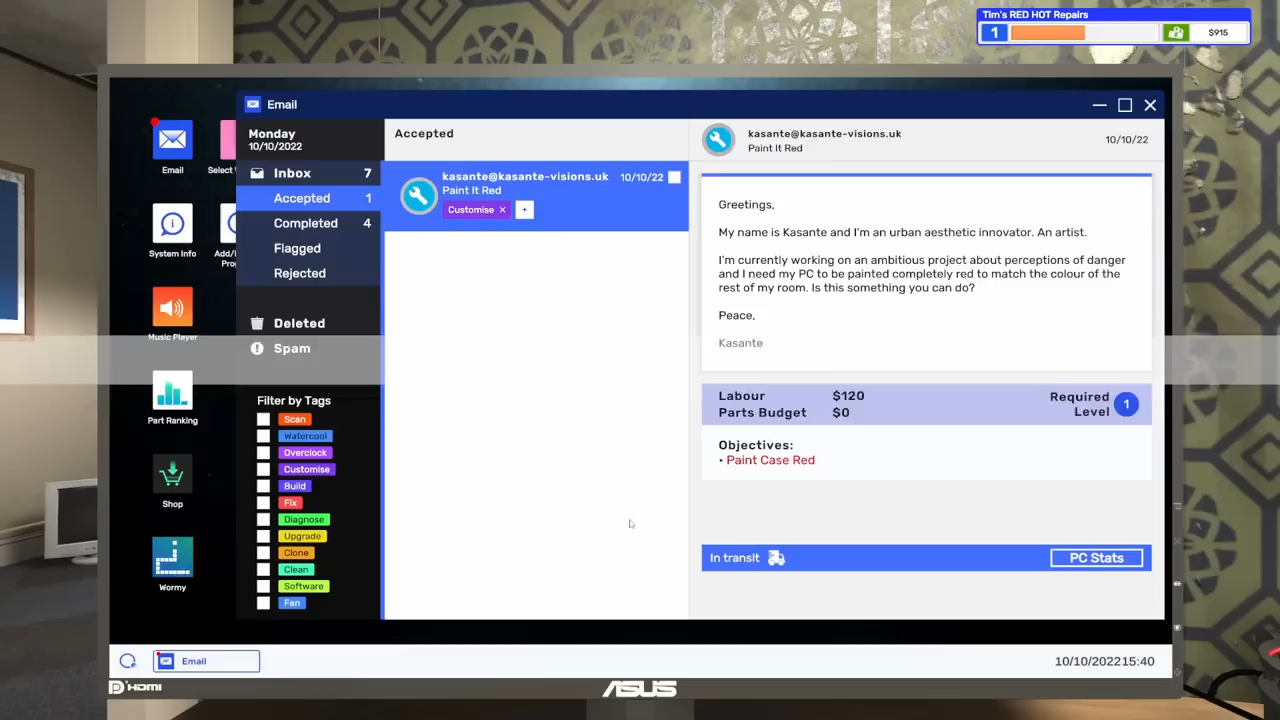 Tim's RED HOT Repairs
1
$915
Email
Monday
10/10/2022
Inbox 7
Accepted 1
Completed 4
Flagged
Rejected
Deleted
Spam
Filter by Tags
Scan
Watercool
Overclock
Customise
Build
Fix
Diagnose
Upgrade
Clone
Clean
Software
Fan
Accepted
kasante@kasante-visions.uk 10/10/22
Paint It Red
Customise × +
kasante@kasante-visions.uk
Paint It Red
10/10/22
Greetings,
My name is Kasante and I'm an urban aesthetic innovator. An artist.
I'm currently working on an ambitious project about perceptions of danger
and I need my PC to be painted completely red to match the colour of the
rest of my room. Is this something you can do?
Peace,
Kasante
Labour $120
Parts Budget $0
Required
Level 1
Objectives:
• Paint Case Red
In transit
PC Stats
Email
Select
System Info
Add/
Music Player
Part Ranking
Shop
Wormy
Email
10/10/2022 15:40
HDMI
ASUS